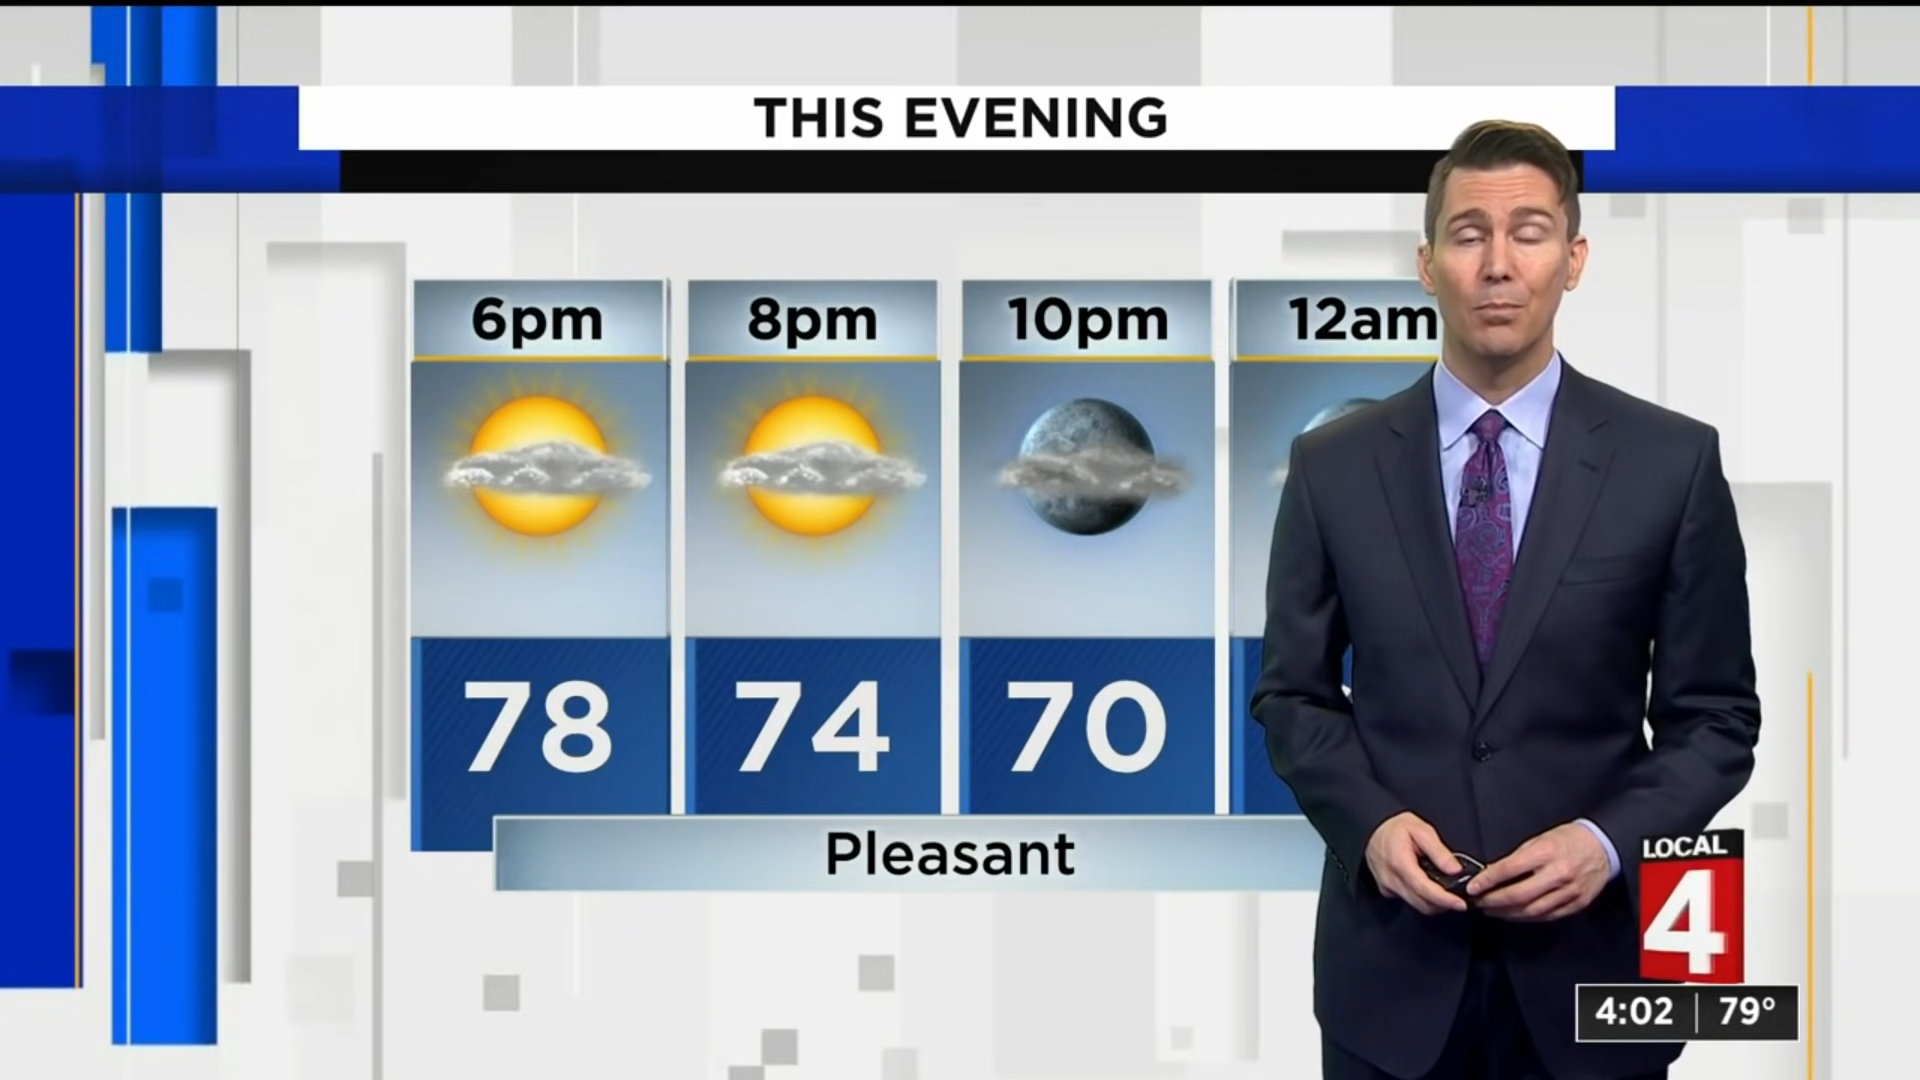 THIS EVENING
6pm 8pm 10pm 12am
78 74 70
Pleasant
LOCAL
4
4:02 79°